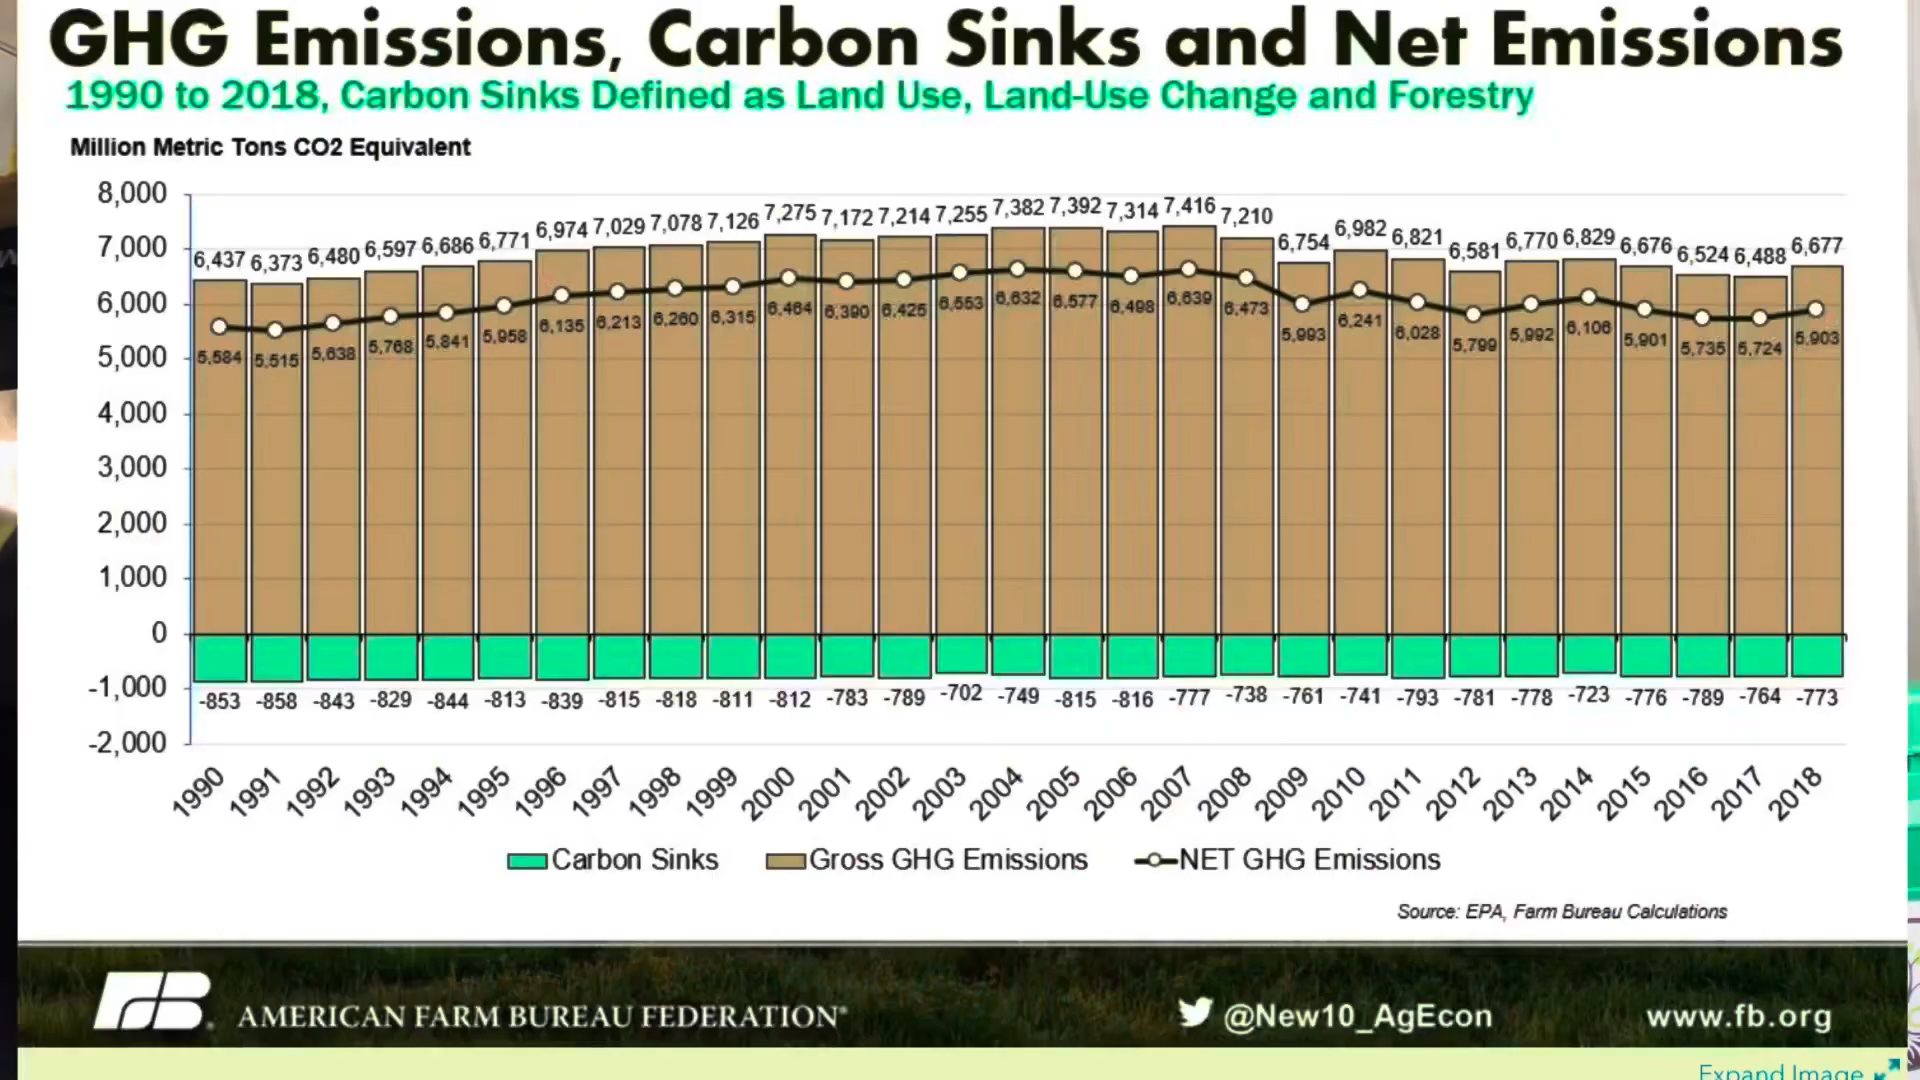 GHG Emissions, Carbon Sinks and Net Emissions
1990 to 2018, Carbon Sinks Defined as Land Use, Land-Use Change and Forestry
Million Metric Tons CO2 Equivalent
8,000
7,000
6,000
5,000
4,000
3,000
2,000
1,000
0
-1,000
-2,000
6,437 6,373 6,480 6,597 6,686 6,771 6,974 7,029 7,078 7,126 7,275 7,172 7,214 7,255 7,382 7,392 7,314 7,416 7,210 6,754 6,982 6,821 6,581 6,770 6,829 6,676 6,524 6,488 6,677
5,584 5,515 5,638 5,768 5,841 5,958 6,135 6,213 6,260 6,315 6,464 6,390 6,425 6,553 6,632 6,577 6,498 6,639 6,473 5,993 6,241 6,028 5,799 5,992 6,106 5,901 5,735 5,724 5,903
-853 -858 -843 -829 -844 -813 -839 -815 -818 -811 -812 -783 -789 -702 -749 -815 -816 -777 -738 -761 -741 -793 -781 -778 -723 -776 -789 -764 -773
1990 1991 1992 1993 1994 1995 1996 1997 1998 1999 2000 2001 2002 2003 2004 2005 2006 2007 2008 2009 2010 2011 2012 2013 2014 2015 2016 2017 2018
Carbon Sinks Gross GHG Emissions NET GHG Emissions
Source: EPA, Farm Bureau Calculations
FB AMERICAN FARM BUREAU FEDERATION® @New10_AgEcon www.fb.org
Expand Image